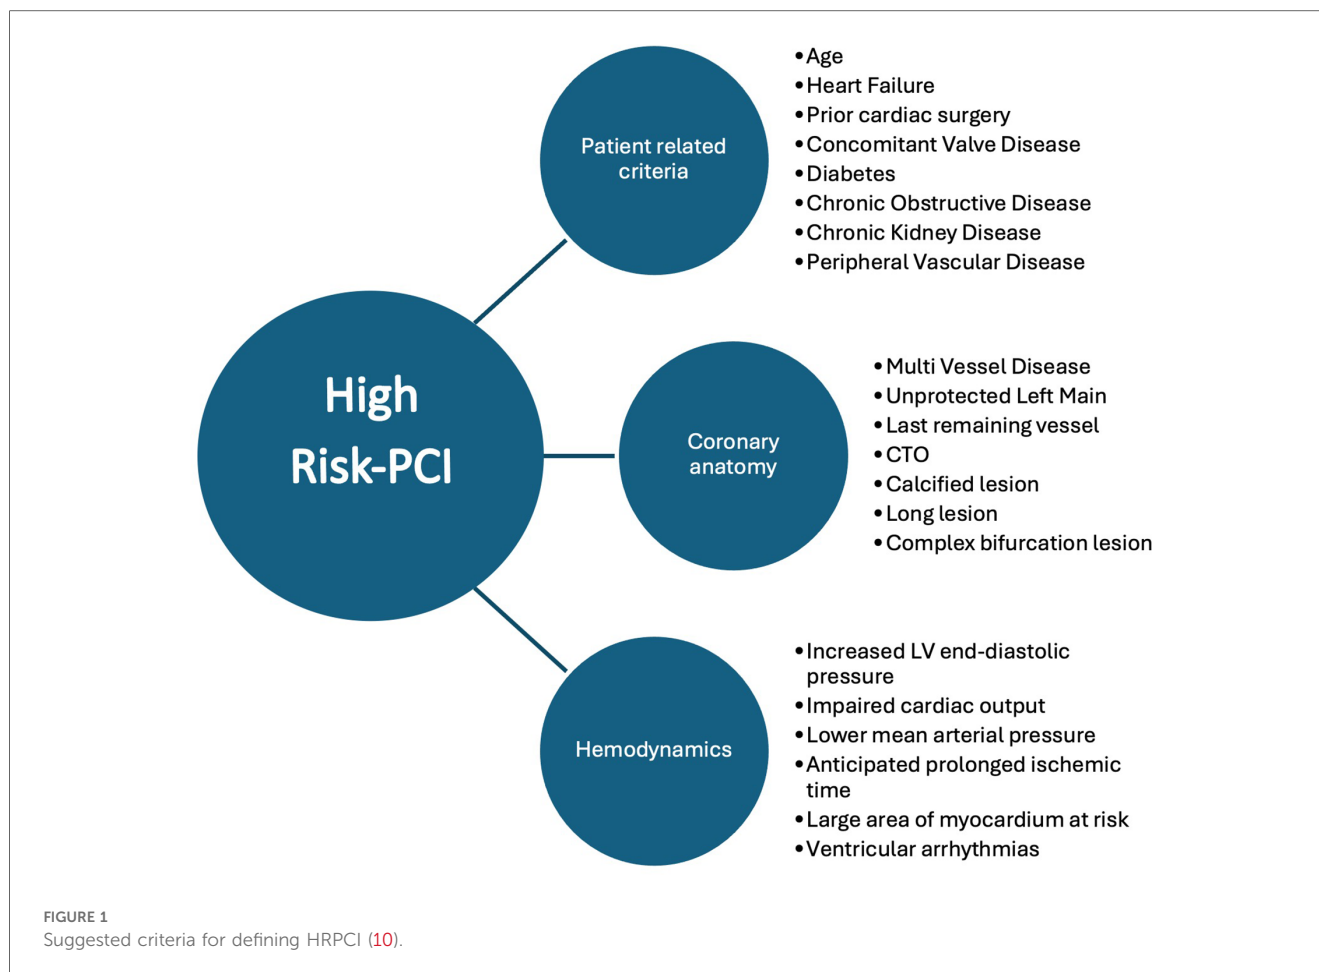 High
Risk-PCI
Patient related
criteria
•Age
•Heart Failure
•Prior cardiac surgery
•Concomitant Valve Disease
•Diabetes
•Chronic Obstructive Disease
•Chronic Kidney Disease
•Peripheral Vascular Disease
Coronary
anatomy
•Multi Vessel Disease
•Unprotected Left Main
•Last remaining vessel
•CTO
•Calcified lesion
•Long lesion
•Complex bifurcation lesion
Hemodynamics
•Increased LV end-diastolic
pressure
•Impaired cardiac output
•Lower mean arterial pressure
•Anticipated prolonged ischemic
time
•Large area of myocardium at risk
•Ventricular arrhythmias
FIGURE 1
Suggested criteria for defining HRPCI (10).